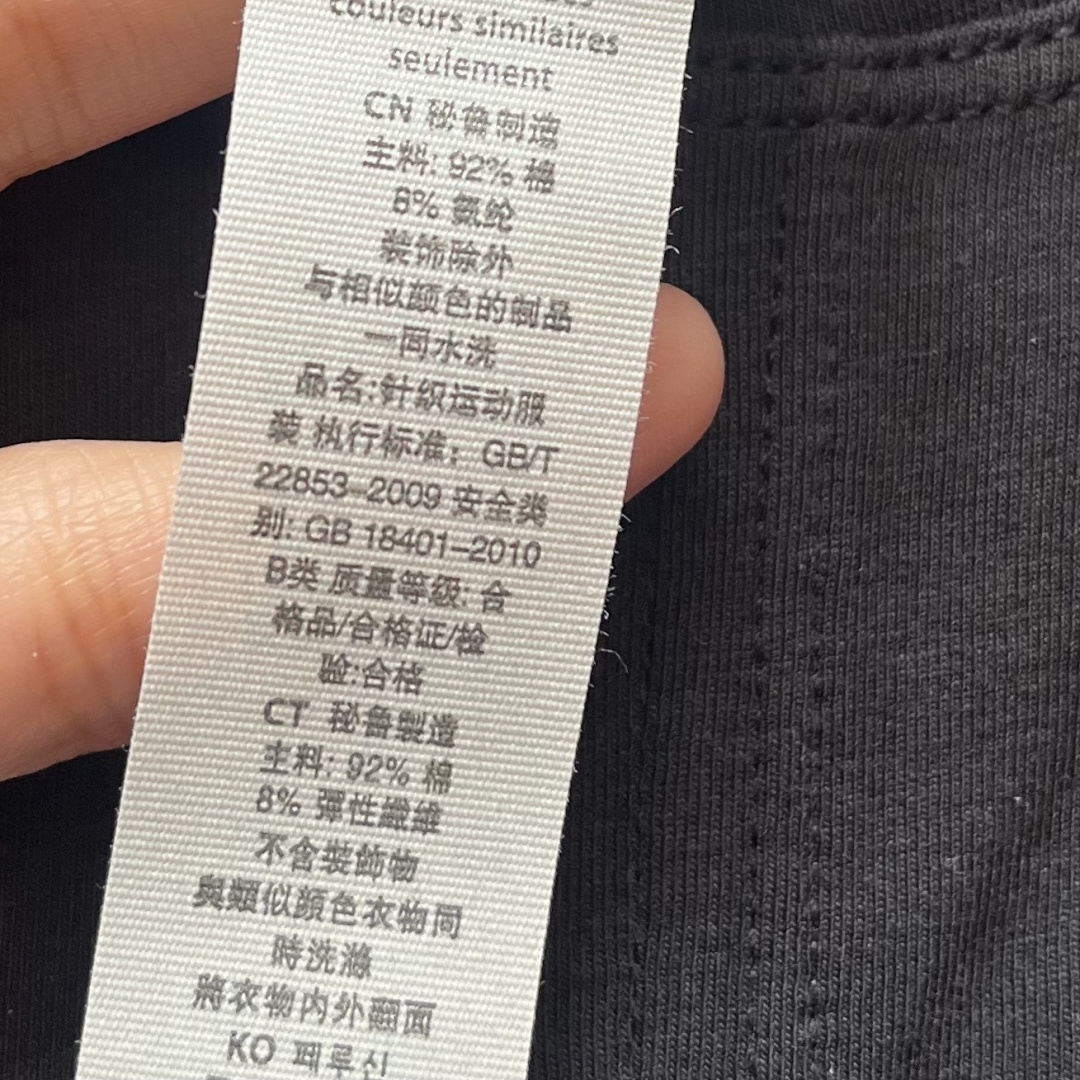 couleurs similaires
seulement
CN 秘鲁制造
主料: 92% 棉
8% 氨纶
装饰除外
与相似颜色的制品
一同水洗
品名:针织运动服
装 执行标准: GB/T
22853-2009 安全类
别: GB 18401-2010
B类 质量等级: 合
格品/合格证/检
验:合格
CT 秘魯製造
主料: 92% 棉
8% 彈性纖維
不含裝飾物
與類似顏色衣物同
時洗滌
將衣物內外翻面
KO 페루산